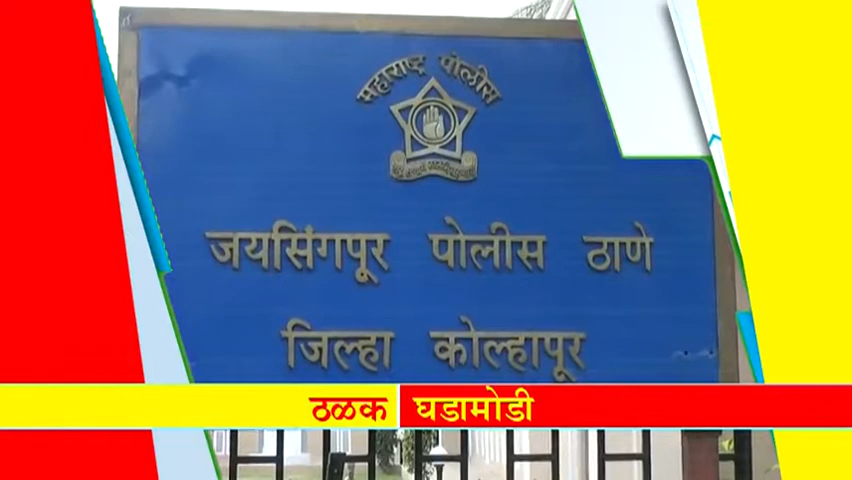 महाराष्ट्र पोलीस
जयसिंगपूर पोलीस ठाणे
जिल्हा कोल्हापूर
ठळक घडामोडी